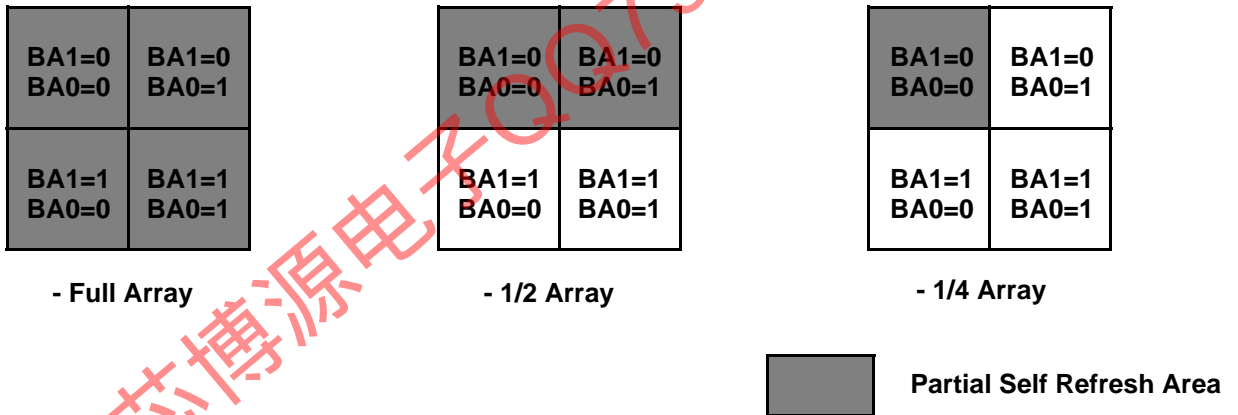 BA1=0 BA1=0
BA0=0 BA0=1
BA1=1 BA1=1
BA0=0 BA0=1
- Full Array
BA1=0 BA1=0
BA0=0 BA0=1
BA1=1 BA1=1
BA0=0 BA0=1
- 1/2 Array
BA1=0 BA1=0
BA0=0 BA0=1
BA1=1 BA1=1
BA0=0 BA0=1
- 1/4 Array
Partial Self Refresh Area
芯博源电子QQ